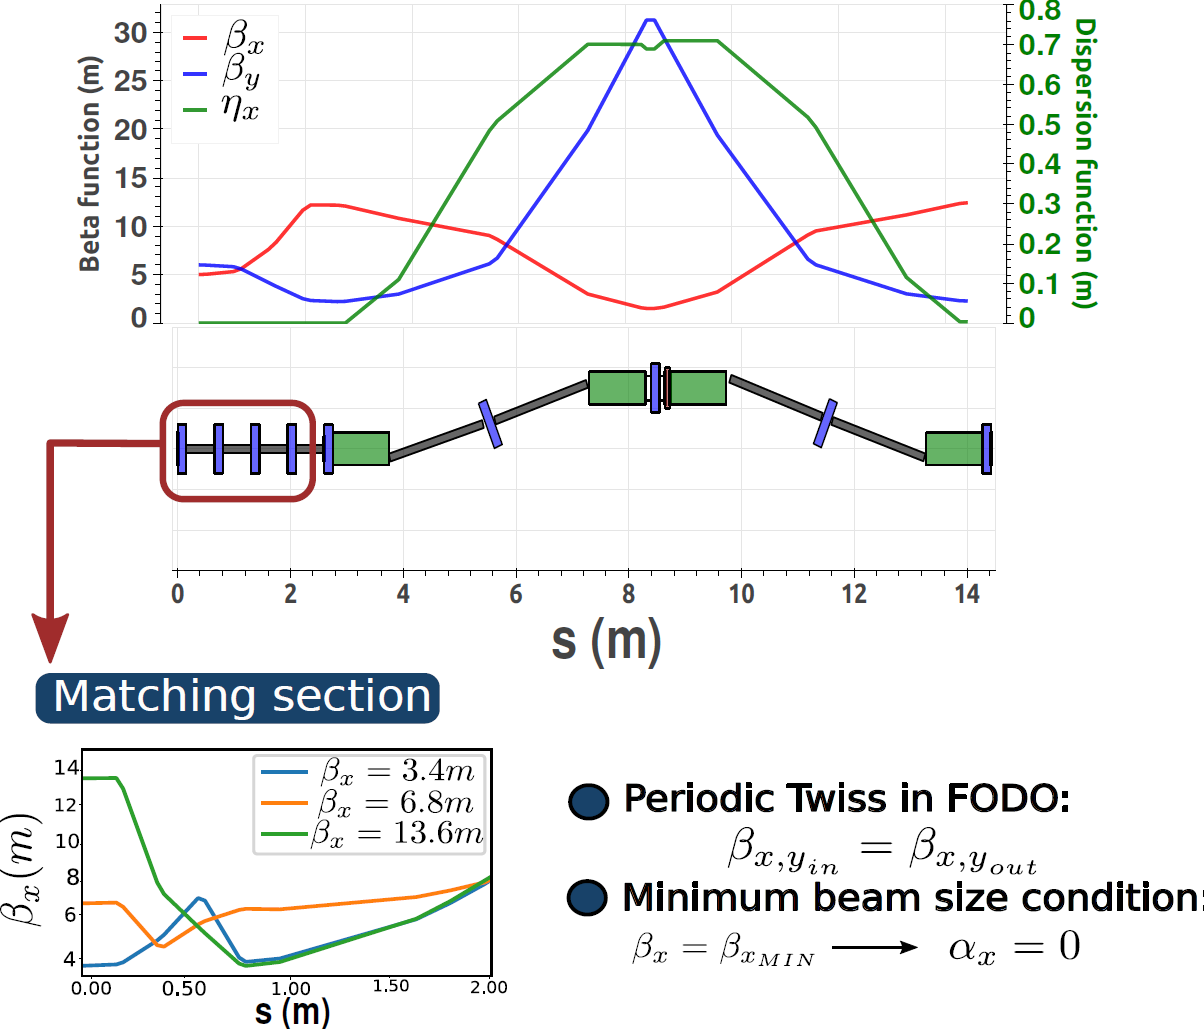 βx
βy
ηx
Beta function (m)
30
25
20
15
10
5
0
Dispersion function (m)
0.8
0.7
0.6
0.5
0.4
0.3
0.2
0.1
0
0 2 4 6 8 10 12 14
s (m)
Matching section
βx = 3.4m
βx = 6.8m
βx = 13.6m
βx(m)
14
12
10
8
6
4
0.00 0.50 1.00 1.50 2.00
s (m)
Periodic Twiss in FODO:
βx,y_in = βx,y_out
Minimum beam size condition:
βx = βx_MIN ⟶ αx = 0